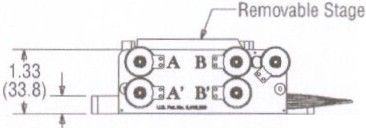 Removable Stage
A B
1.33
(33.8)
A' B'